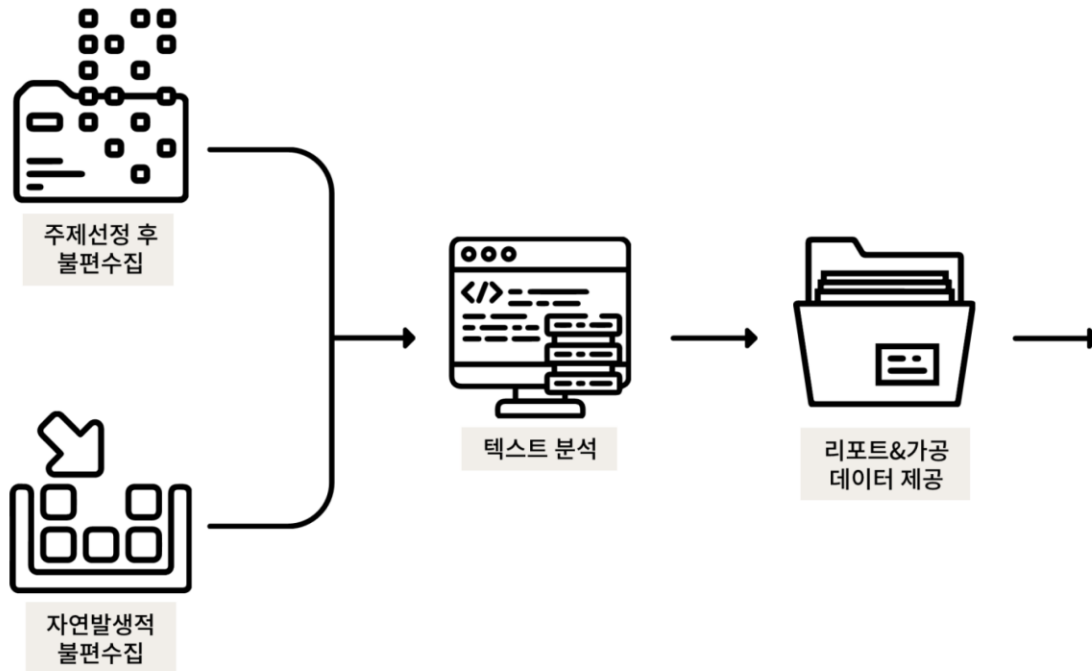 주제선정 후
불편수집
텍스트 분석
리포트&가공
데이터 제공
자연발생적
불편수집